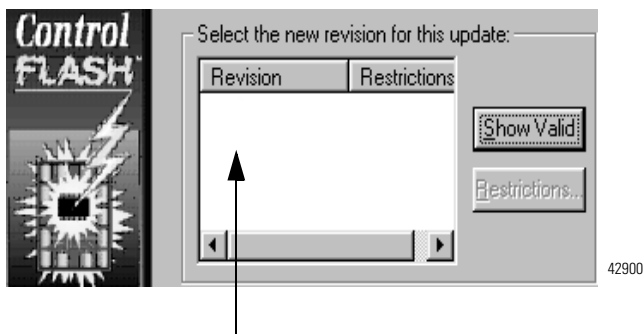 Control
FLASH
Select the new revision for this update:
Revision Restrictions
Show Valid
Restrictions...
42900